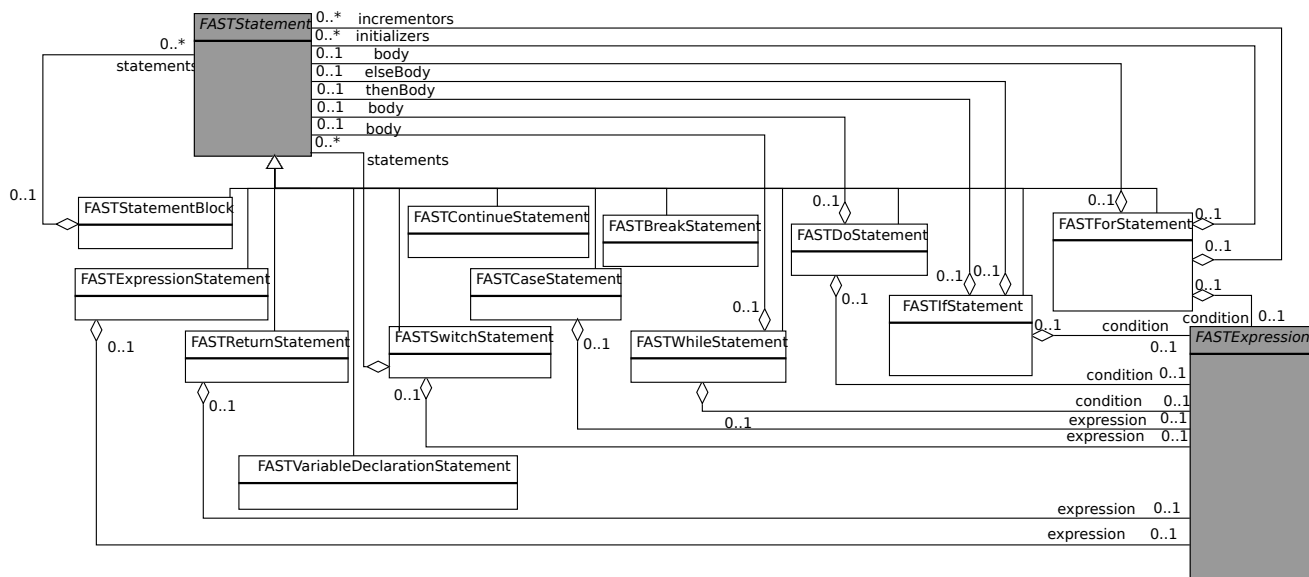 FASTStatement
0..* incrementors
0..* initializers
0..1 body
0..1 elseBody
0..1 thenBody
0..1 body
0..1 body
0..* statements
0..*
statements
0..1
FASTStatementBlock
FASTContinueStatement
FASTBreakStatement
0..1
FASTDoStatement
0..1
FASTForStatement
0..1
0..1
0..1
FASTExpressionStatement
FASTCaseStatement
0..1
0..1
0..1
FASTIfStatement
0..1
0..1
condition
0..1
condition 0..1
FASTReturnStatement
0..1
FASTSwitchStatement
0..1
FASTWhileStatement
0..1
0..1
FASTExpression
0..1
0..1
condition 0..1
condition 0..1
0..1
expression 0..1
expression 0..1
FASTVariableDeclarationStatement
expression 0..1
expression 0..1